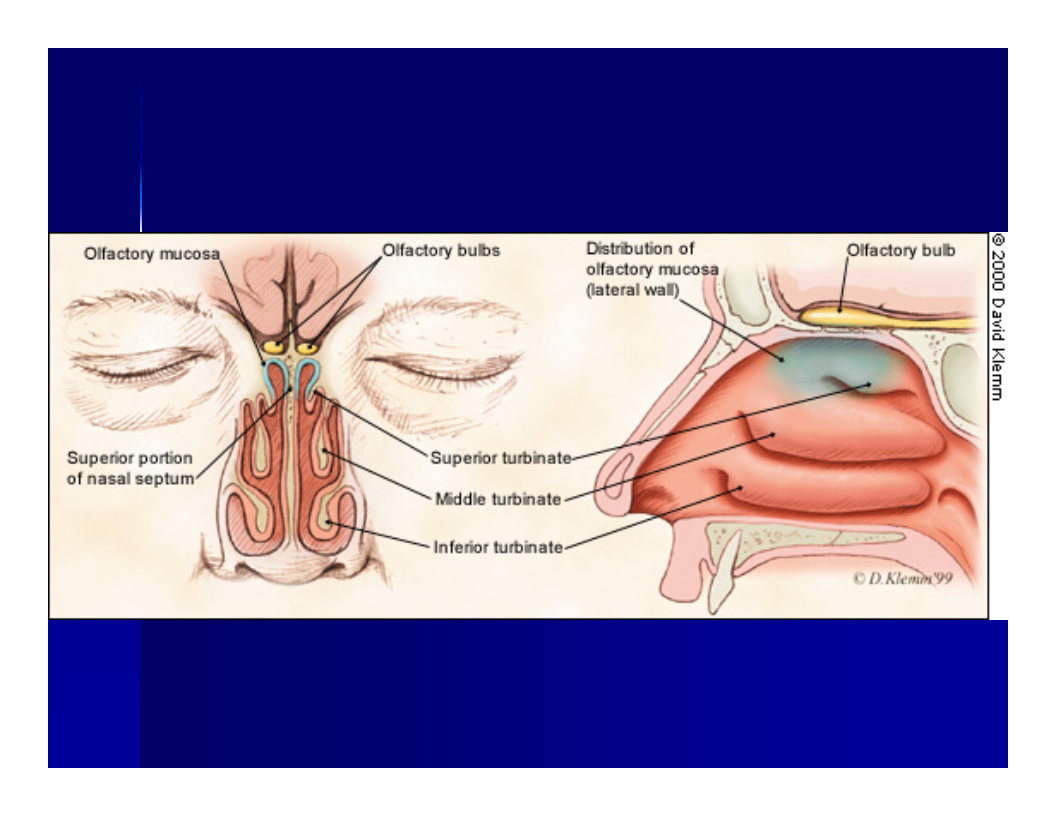 Olfactory mucosa
Olfactory bulbs
Superior portion
of nasal septum
Superior turbinate
Middle turbinate
Inferior turbinate
Distribution of
olfactory mucosa
(lateral wall)
Olfactory bulb
© D.Klemm'99
© 2000 David Klemm